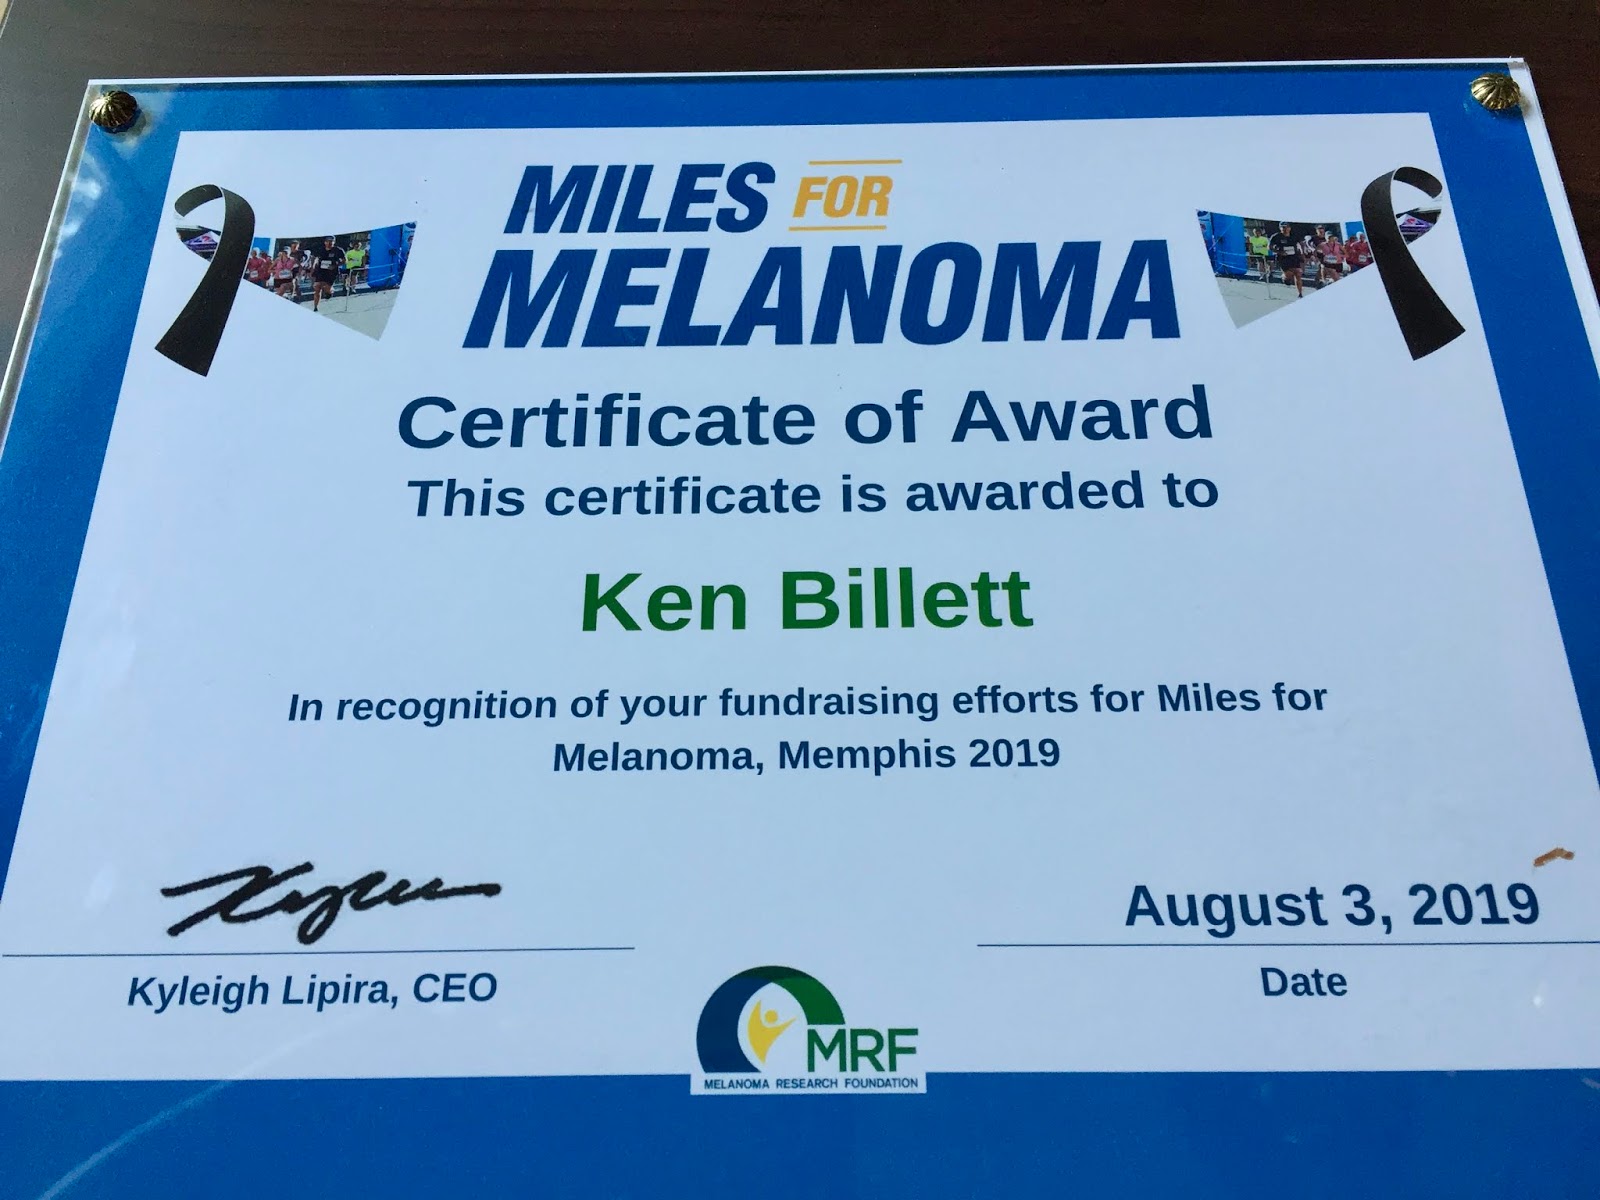 MILES FOR
MELANOMA
Certificate of Award
This certificate is awarded to
Ken Billett
In recognition of your fundraising efforts for Miles for
Melanoma, Memphis 2019
August 3, 2019
Kyleigh Lipira, CEO
Date
MRF
MELANOMA RESEARCH FOUNDATION